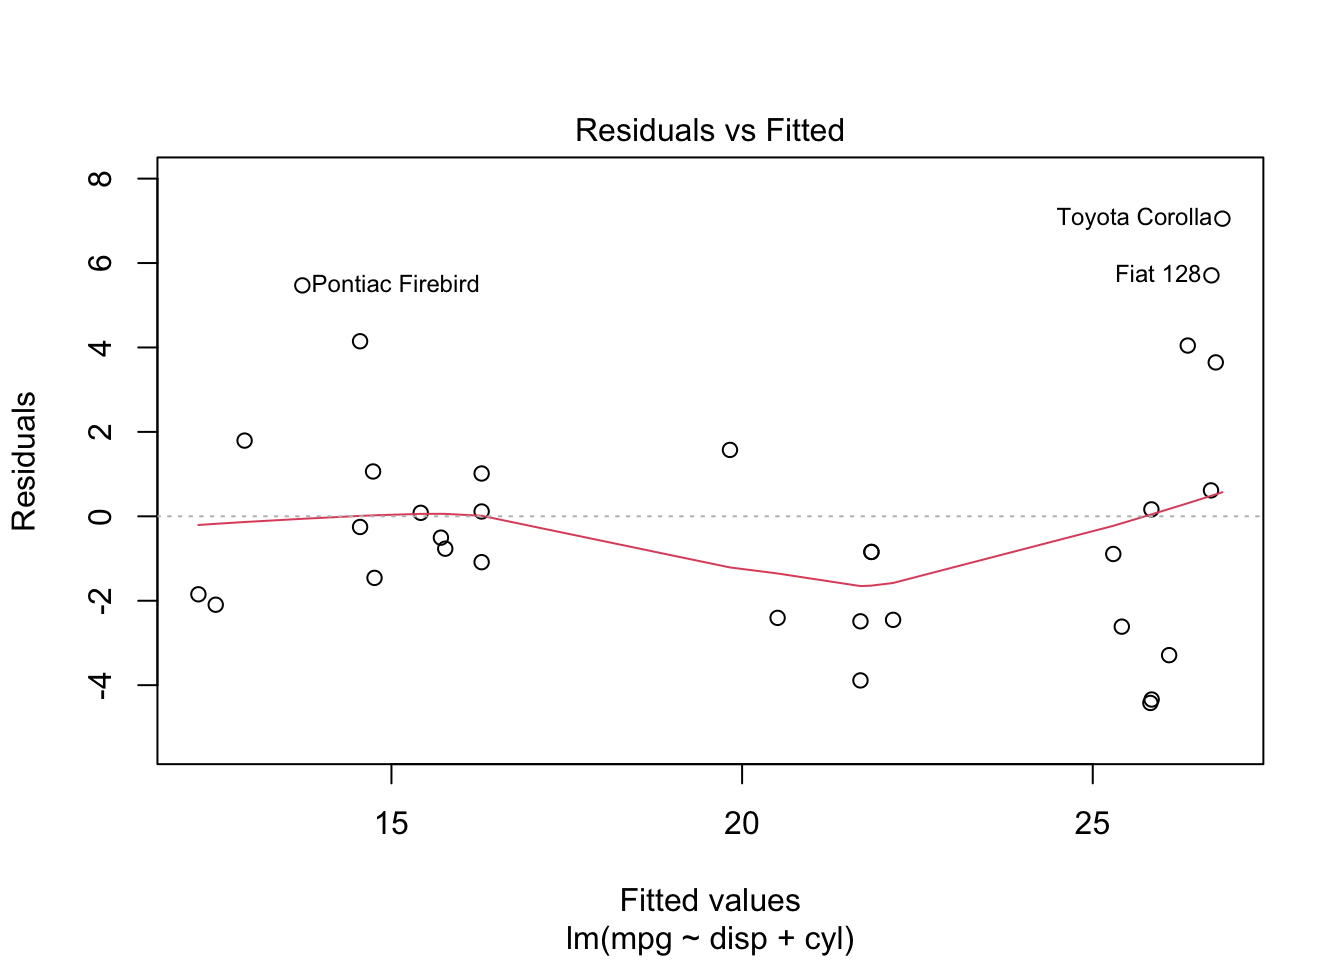 Residuals vs Fitted
Residuals
8
6
4
2
0
-2
-4
Toyota Corolla
Fiat 128
Pontiac Firebird
15
20
25
Fitted values
lm(mpg ~ disp + cyl)